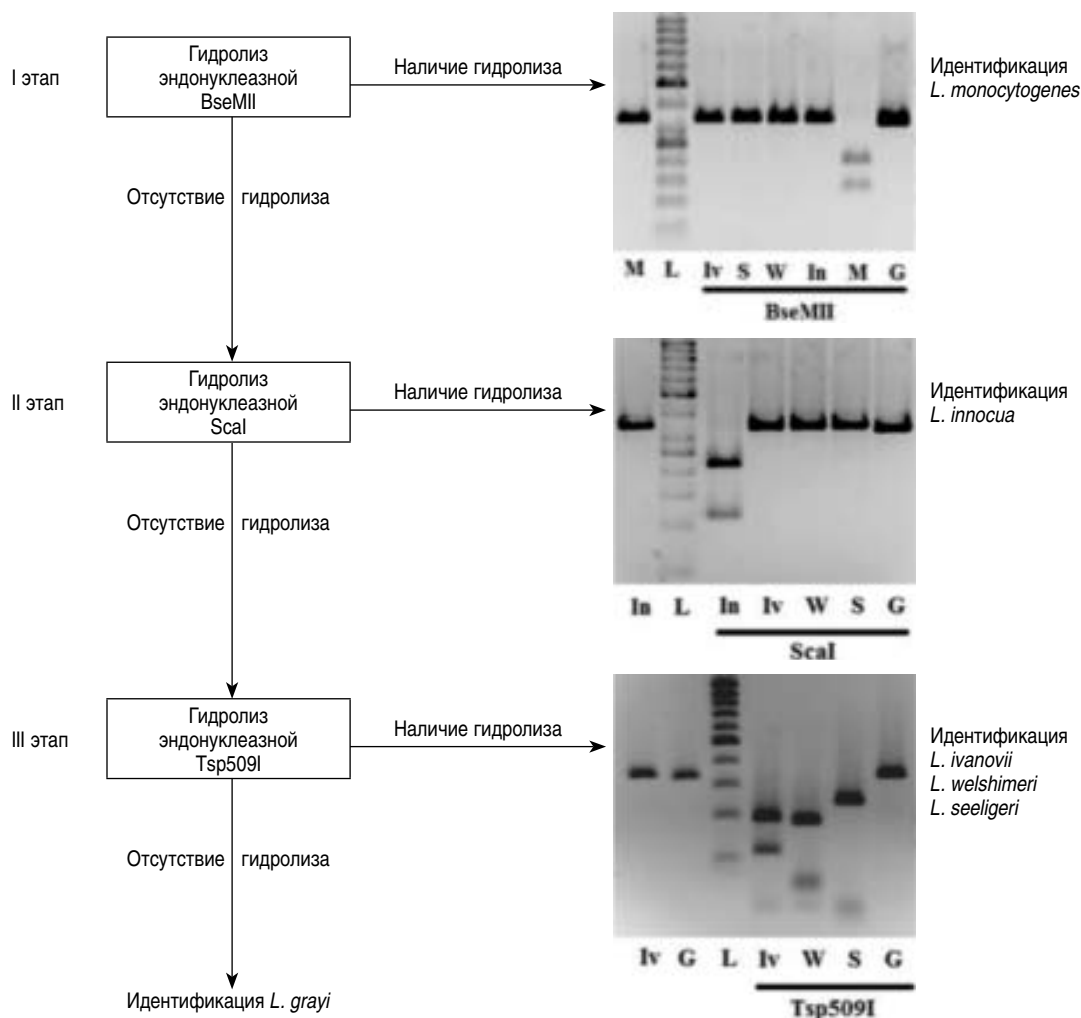 I этап
Гидролиз
эндонуклеазной
BseMII
Наличие гидролиза
Идентификация
L. monocytogenes
Отсутствие гидролиза
M L Iv S W In M G
BseMII
II этап
Гидролиз
эндонуклеазной
ScaI
Наличие гидролиза
Идентификация
L. innocua
Отсутствие гидролиза
In L In Iv W S G
ScaI
III этап
Гидролиз
эндонуклеазной
Tsp509I
Наличие гидролиза
Идентификация
L. ivanovii
L. welshimeri
L. seeligeri
Отсутствие гидролиза
Iv G L Iv W S G
Tsp509I
Идентификация L. grayi